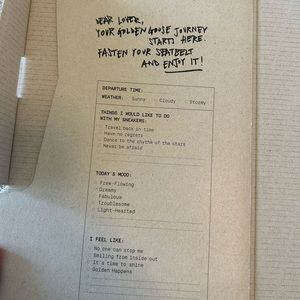 DEAR LOVER,
YOUR GOLDEN GOOSE JOURNEY
STARTS HERE.
FASTEN YOUR SEATBELT
AND ENJOY IT!
DEPARTURE TIME:
WEATHER: Sunny Cloudy Stormy
THINGS I WOULD LIKE TO DO
WITH MY SNEAKERS:
Travel back in time
Have no regrets
Dance to the rhythm of the stars
Never be afraid
TODAY'S MOOD:
Free-Flowing
Dreamy
Fabulous
Troublesome
Light-Hearted
I FEEL LIKE:
No one can stop me
Smiling from inside out
It's time to shine
Golden Happens